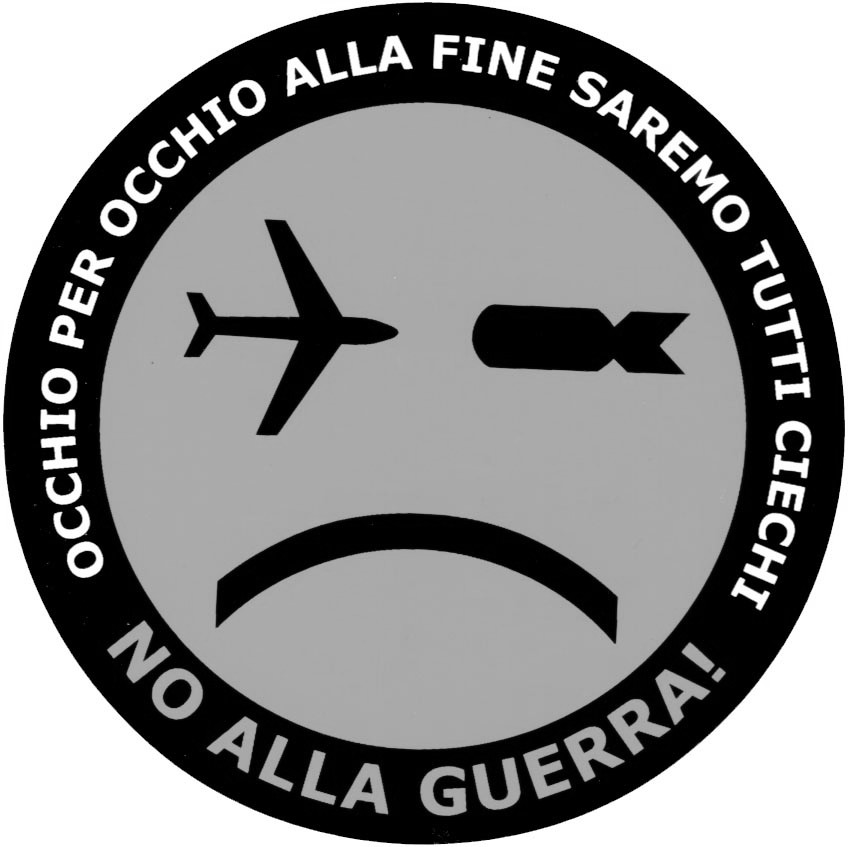 OCCHIO PER OCCHIO ALLA FINE SAREMO TUTTI CIECHI
NO ALLA GUERRA!